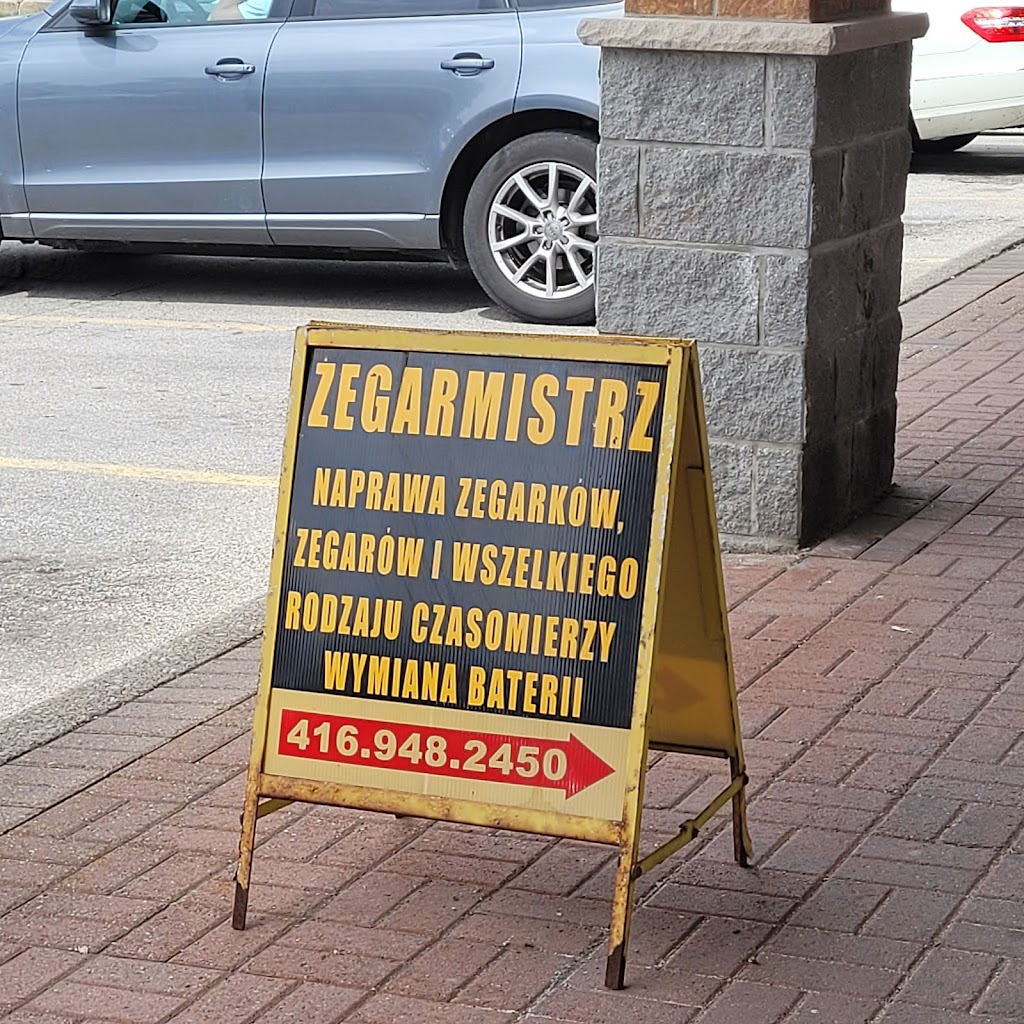 ZEGARMISTRZ
NAPRAWA ZEGARKÓW,
ZEGARÓW I WSZELKIEGO
RODZAJU CZASOMIERZY
WYMIANA BATERII
416.948.2450